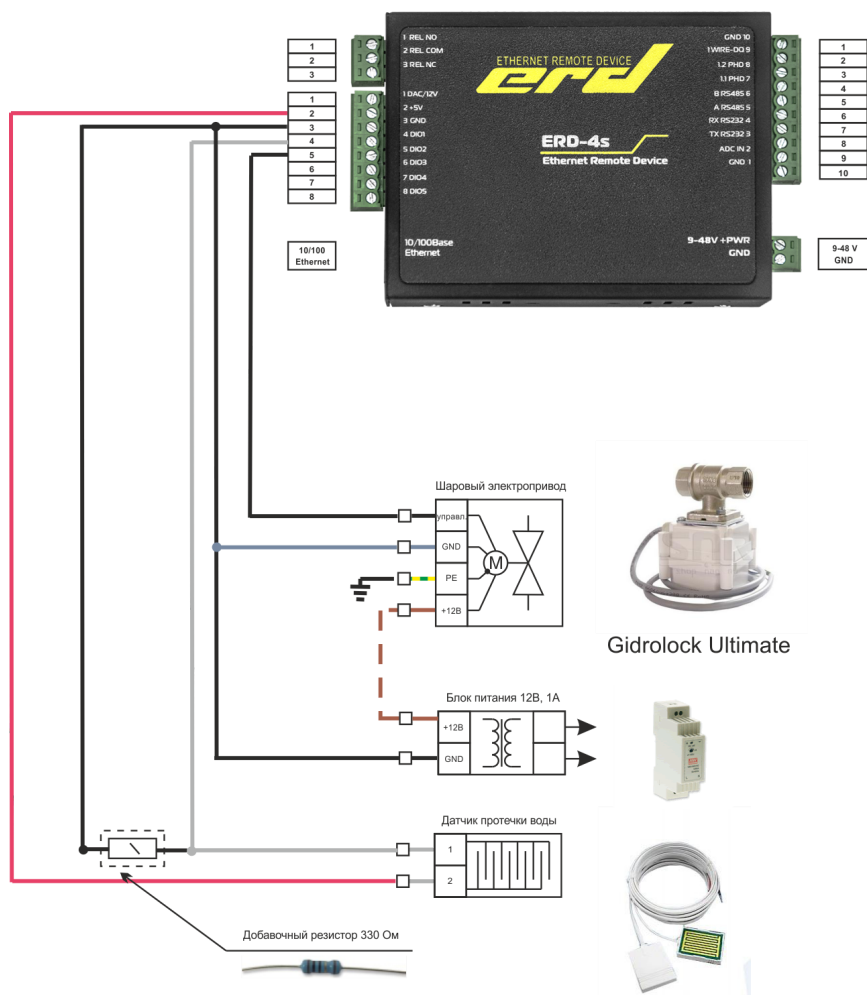 1
2
3
1
2
3
4
5
6
7
8
10/100
Ethernet
1 REL NO
2 REL COM
3 REL NC
1 DAC/12V
2 +5V
3 GND
4 DIO1
5 DIO2
6 DIO3
7 DIO4
8 DIO5
10/100Base
Ethernet
ETHERNET REMOTE DEVICE
erd
ERD-4s
Ethernet Remote Device
GND 10
1WIRE-DQ 9
1.2 PHD 8
1.1 PHD 7
B RS485 6
A RS485 5
RX RS232 4
TX RS232 3
ADC IN 2
GND 1
9-48V +PWR
GND
1
2
3
4
5
6
7
8
9
10
9-48 V
GND
Шаровый электропривод
управл.
GND
PE
+12В
M
Gidrolock Ultimate
Блок питания 12В, 1А
+12В
GND
Датчик протечки воды
1
2
Добавочный резистор 330 Ом